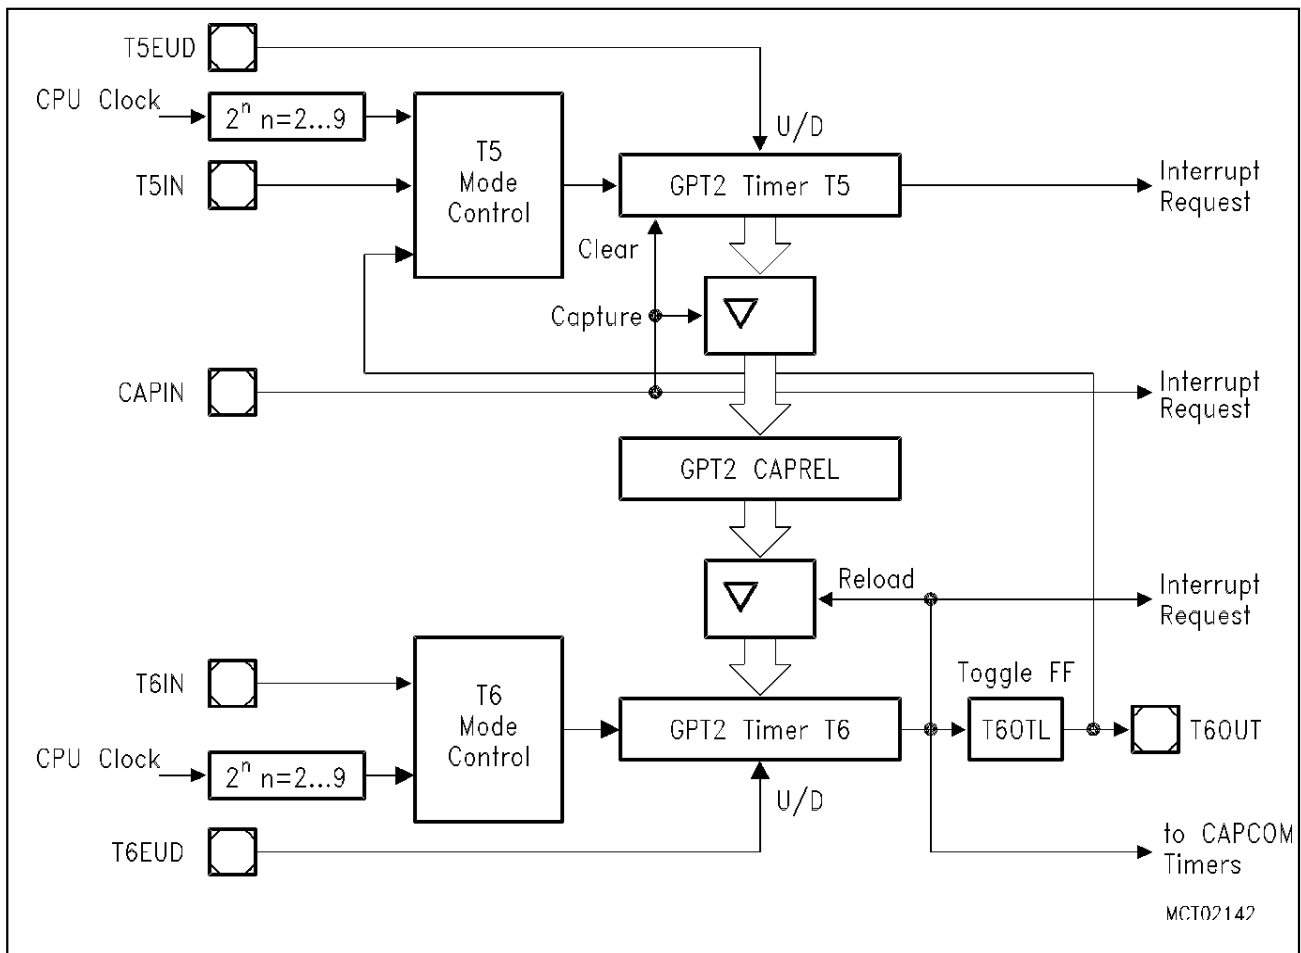 T5EUD
CPU Clock
2ⁿ n=2...9
U/D
T5
Mode
Control
T5IN
GPT2 Timer T5
Interrupt
Request
Clear
Capture
CAPIN
Interrupt
Request
GPT2 CAPREL
Reload
Interrupt
Request
T6IN
T6
Mode
Control
Toggle FF
GPT2 Timer T6
T6OTL
T6OUT
CPU Clock
2ⁿ n=2...9
U/D
T6EUD
to CAPCOM
Timers
MCT02142